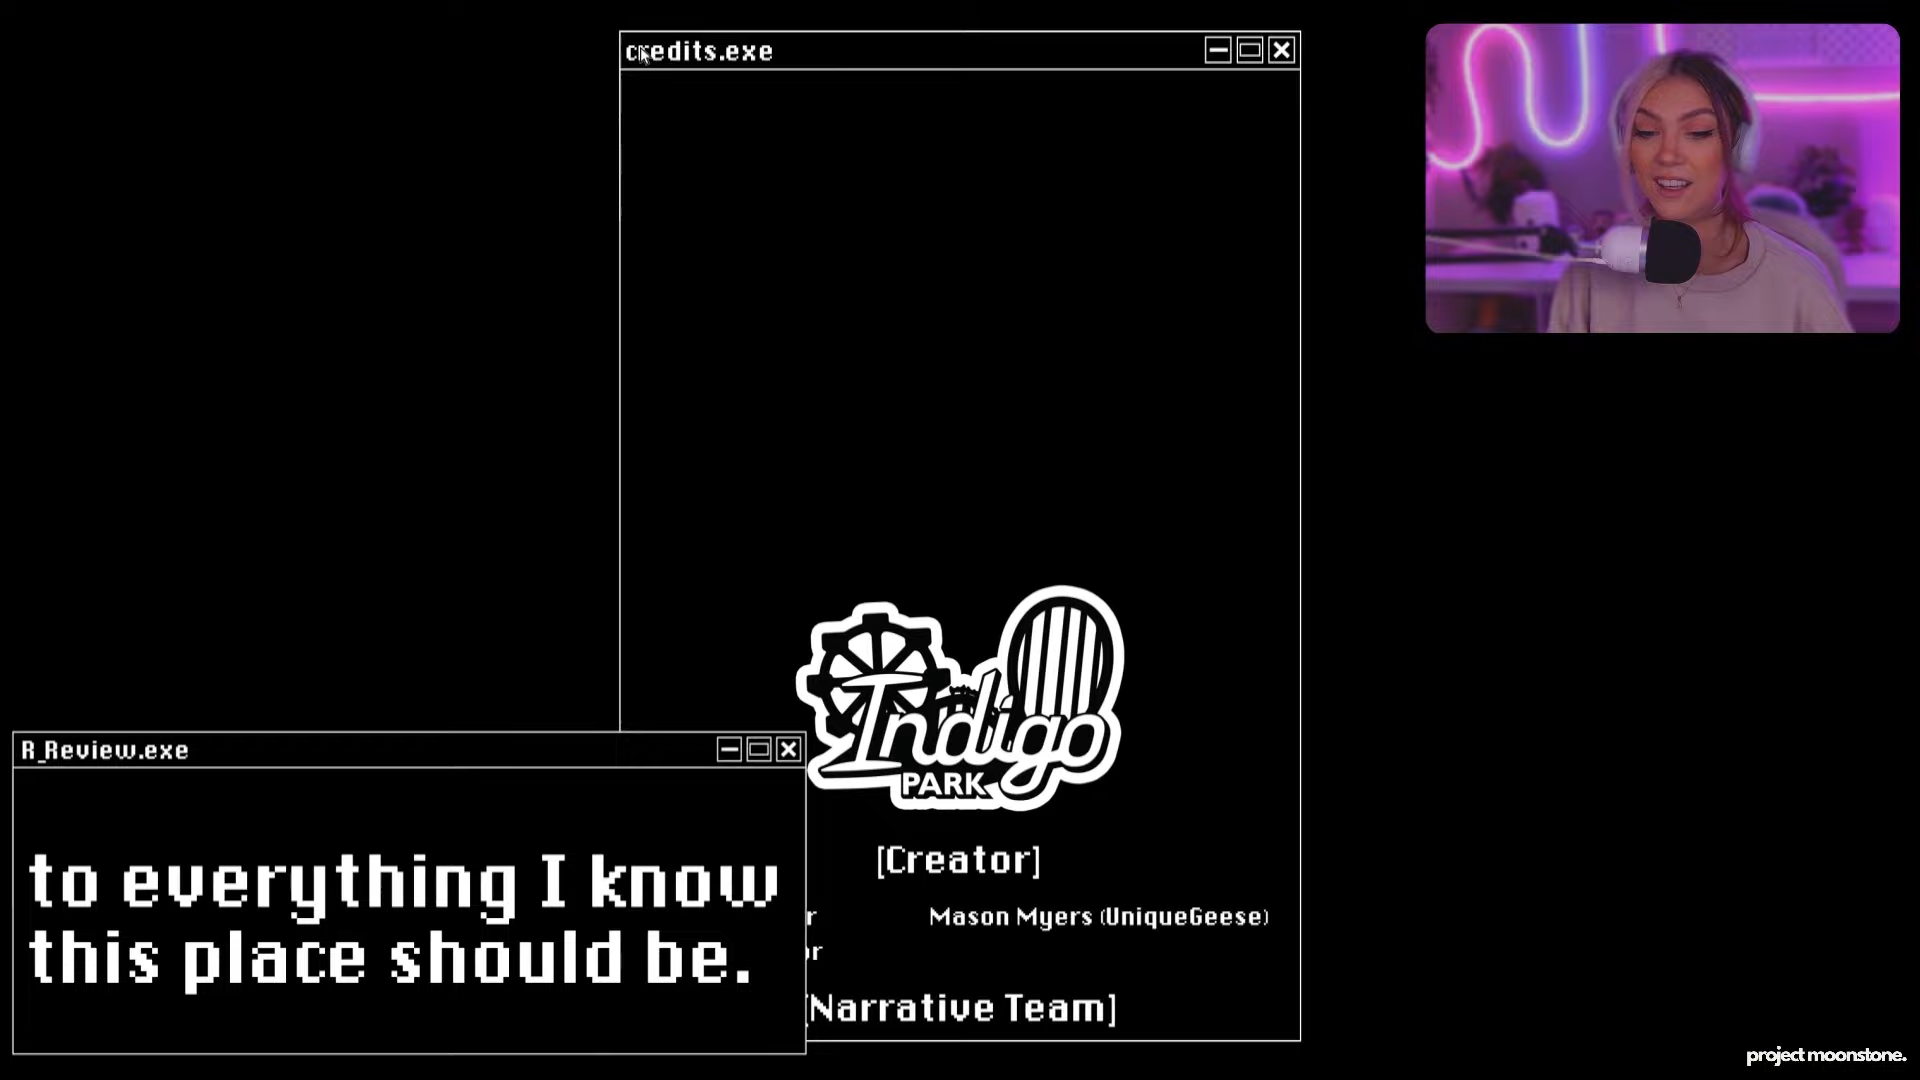 credits.exe
Indigo
PARK
[Creator]
Mason Myers (UniqueGeese)
[Narrative Team]
R_Review.exe
to everything I know
this place should be.
project moonstone.